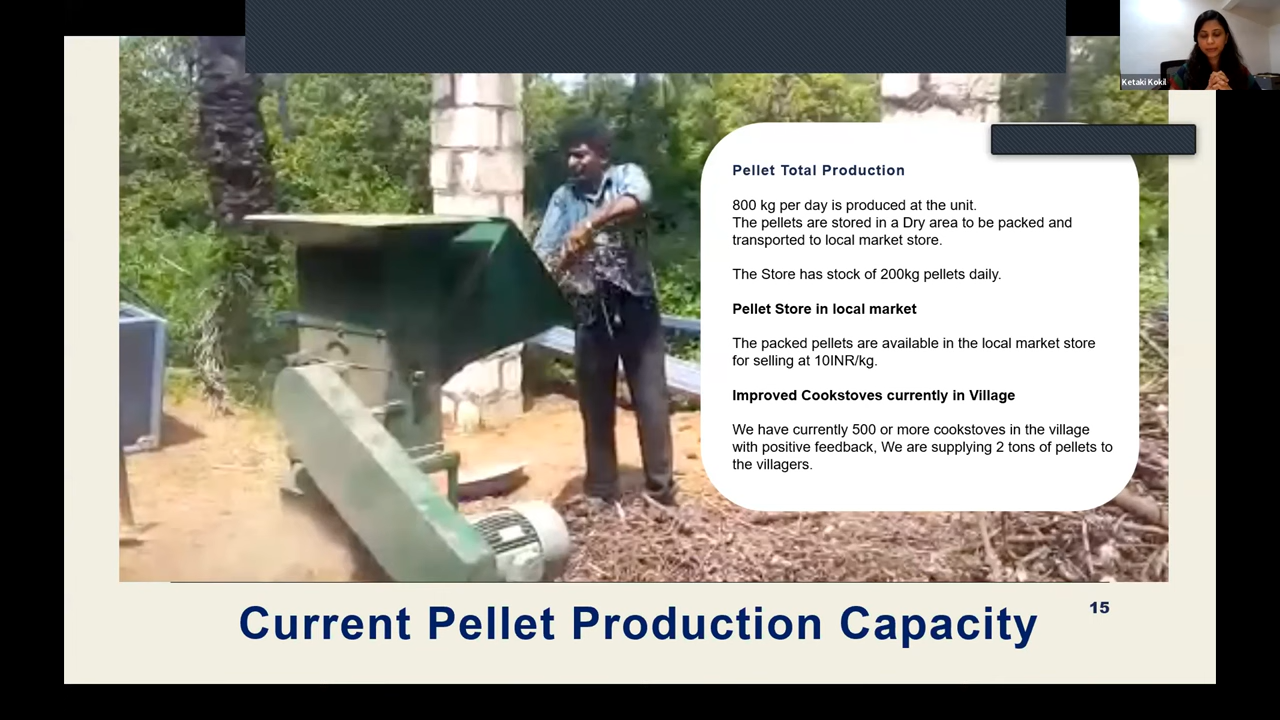 Ketaki Kokil
Pellet Total Production
800 kg per day is produced at the unit.
The pellets are stored in a Dry area to be packed and
transported to local market store.
The Store has stock of 200kg pellets daily.
Pellet Store in local market
The packed pellets are available in the local market store
for selling at 10INR/kg.
Improved Cookstoves currently in Village
We have currently 500 or more cookstoves in the village
with positive feedback, We are supplying 2 tons of pellets to
the villagers.
Current Pellet Production Capacity
15